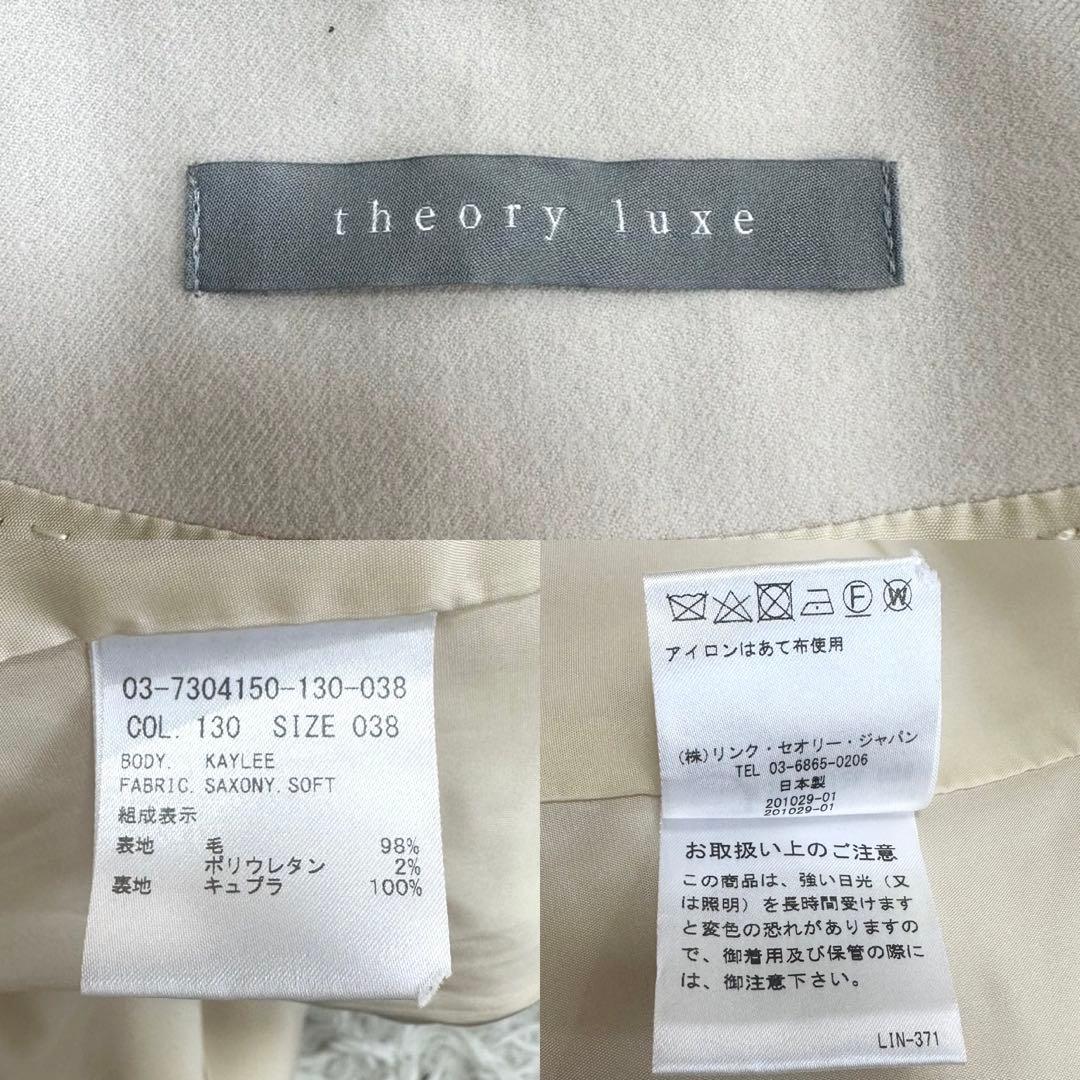 theory luxe
03-7304150-130-038
COL. 130 SIZE 038
BODY. KAYLEE
FABRIC. SAXONY. SOFT
組成表示
表地 毛 98%
ポリウレタン 2%
裏地 キュプラ 100%
F W
アイロンはあて布使用
(株)リンク・セオリー・ジャパン
TEL 03-6865-0206
日本製
201029-01
201029-01
お取扱い上のご注意
この商品は、強い日光(又
は照明)を長時間受けます
と変色の恐れがありますの
で、御着用及び保管の際に
は、御注意下さい。
LIN-371